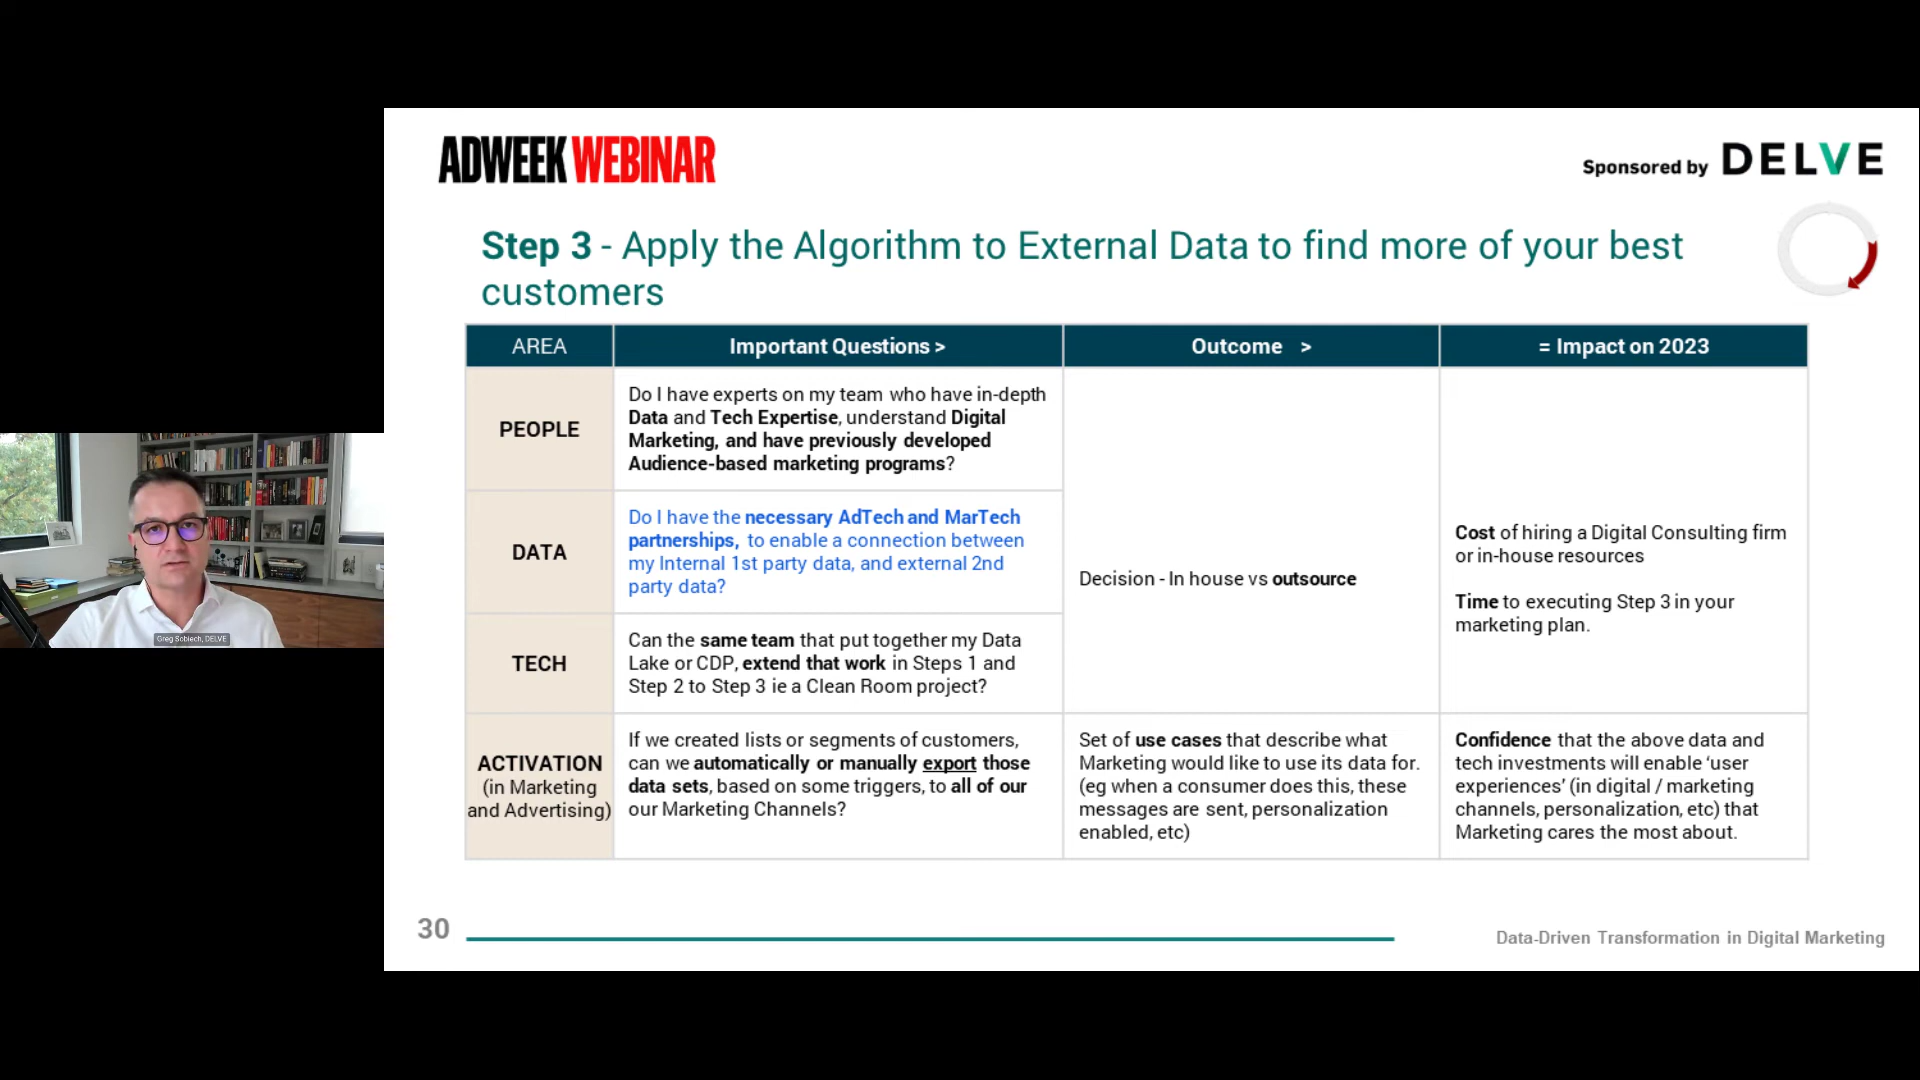 ADWEEK WEBINAR
Sponsored by DELVE
Step 3 - Apply the Algorithm to External Data to find more of your best
customers
AREA
Important Questions >
Outcome >
= Impact on 2023
PEOPLE
Do I have experts on my team who have in-depth
Data and Tech Expertise, understand Digital
Marketing, and have previously developed
Audience-based marketing programs?
DATA
Do I have the necessary AdTech and MarTech
partnerships, to enable a connection between
my Internal 1st party data, and external 2nd
party data?
TECH
Can the same team that put together my Data
Lake or CDP, extend that work in Steps 1 and
Step 2 to Step 3 ie a Clean Room project?
Decision - In house vs outsource
Cost of hiring a Digital Consulting firm
or in-house resources
Time to executing Step 3 in your
marketing plan.
ACTIVATION
(in Marketing
and Advertising)
If we created lists or segments of customers,
can we automatically or manually export those
data sets, based on some triggers, to all of our
our Marketing Channels?
Set of use cases that describe what
Marketing would like to use its data for.
(eg when a consumer does this, these
messages are sent, personalization
enabled, etc)
Confidence that the above data and
tech investments will enable ‘user
experiences’ (in digital / marketing
channels, personalization, etc) that
Marketing cares the most about.
Greg Sobiech, DELVE
30
Data-Driven Transformation in Digital Marketing